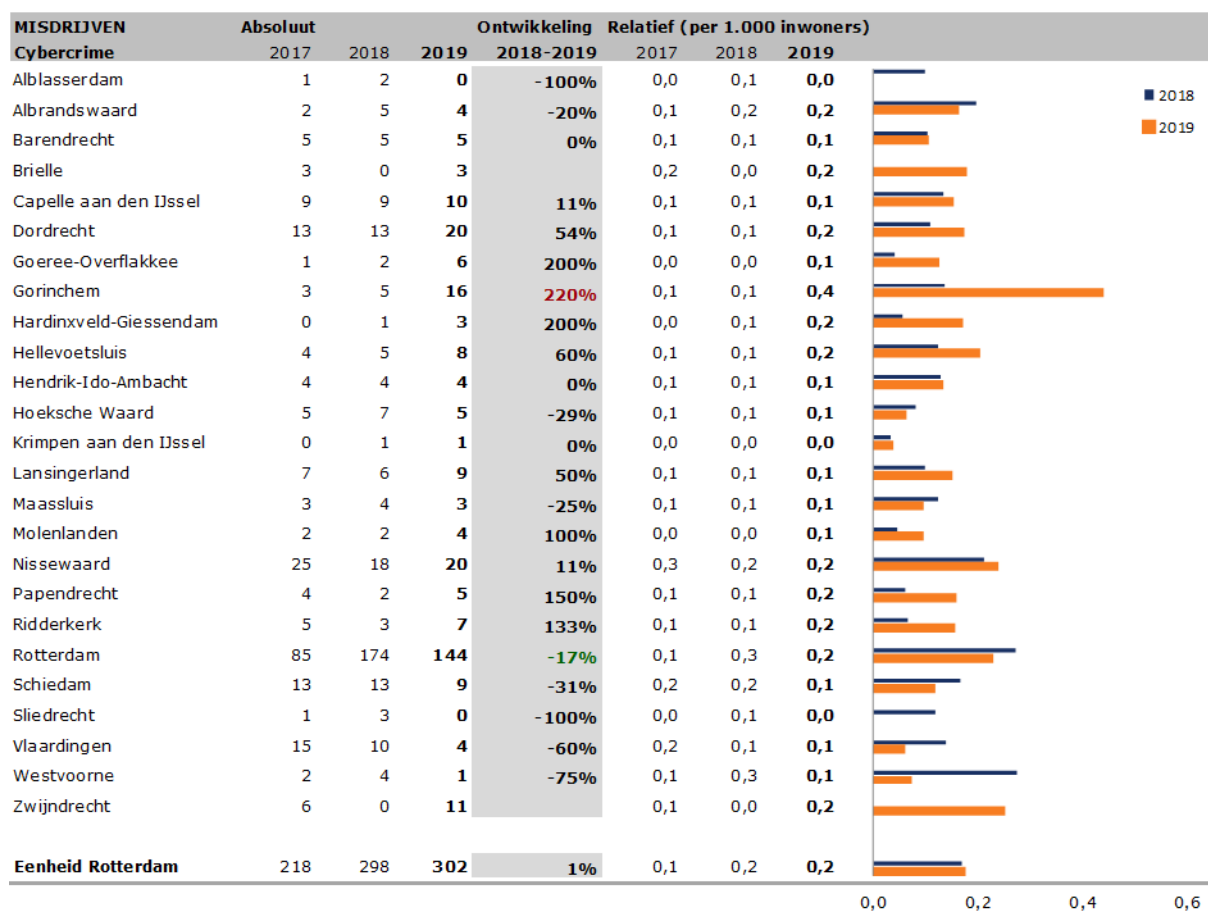 MISDRIJVEN Absoluut Ontwikkeling Relatief (per 1.000 inwoners)
Cybercrime 2017 2018 2019 2018-2019 2017 2018 2019
Alblasserdam 1 2 0 -100% 0,0 0,1 0,0
2018
Albrandswaard 2 5 4 -20% 0,1 0,2 0,2
2019
Barendrecht 5 5 5 0% 0,1 0,1 0,1
Brielle 3 0 3 0,2 0,0 0,2
Capelle aan den IJssel 9 9 10 11% 0,1 0,1 0,1
Dordrecht 13 13 20 54% 0,1 0,1 0,2
Goeree-Overflakkee 1 2 6 200% 0,0 0,0 0,1
Gorinchem 3 5 16 220% 0,1 0,1 0,4
Hardinxveld-Giessendam 0 1 3 200% 0,0 0,1 0,2
Hellevoetsluis 4 5 8 60% 0,1 0,1 0,2
Hendrik-Ido-Ambacht 4 4 4 0% 0,1 0,1 0,1
Hoeksche Waard 5 7 5 -29% 0,1 0,1 0,1
Krimpen aan den IJssel 0 1 1 0% 0,0 0,0 0,0
Lansingerland 7 6 9 50% 0,1 0,1 0,1
Maassluis 3 4 3 -25% 0,1 0,1 0,1
Molenlanden 2 2 4 100% 0,0 0,0 0,1
Nissewaard 25 18 20 11% 0,3 0,2 0,2
Papendrecht 4 2 5 150% 0,1 0,1 0,2
Ridderkerk 5 3 7 133% 0,1 0,1 0,2
Rotterdam 85 174 144 -17% 0,1 0,3 0,2
Schiedam 13 13 9 -31% 0,2 0,2 0,1
Sliedrecht 1 3 0 -100% 0,0 0,1 0,0
Vlaardingen 15 10 4 -60% 0,2 0,1 0,1
Westvoorne 2 4 1 -75% 0,1 0,3 0,1
Zwijndrecht 6 0 11 0,1 0,0 0,2
Eenheid Rotterdam 218 298 302 1% 0,1 0,2 0,2
0,0 0,2 0,4 0,6